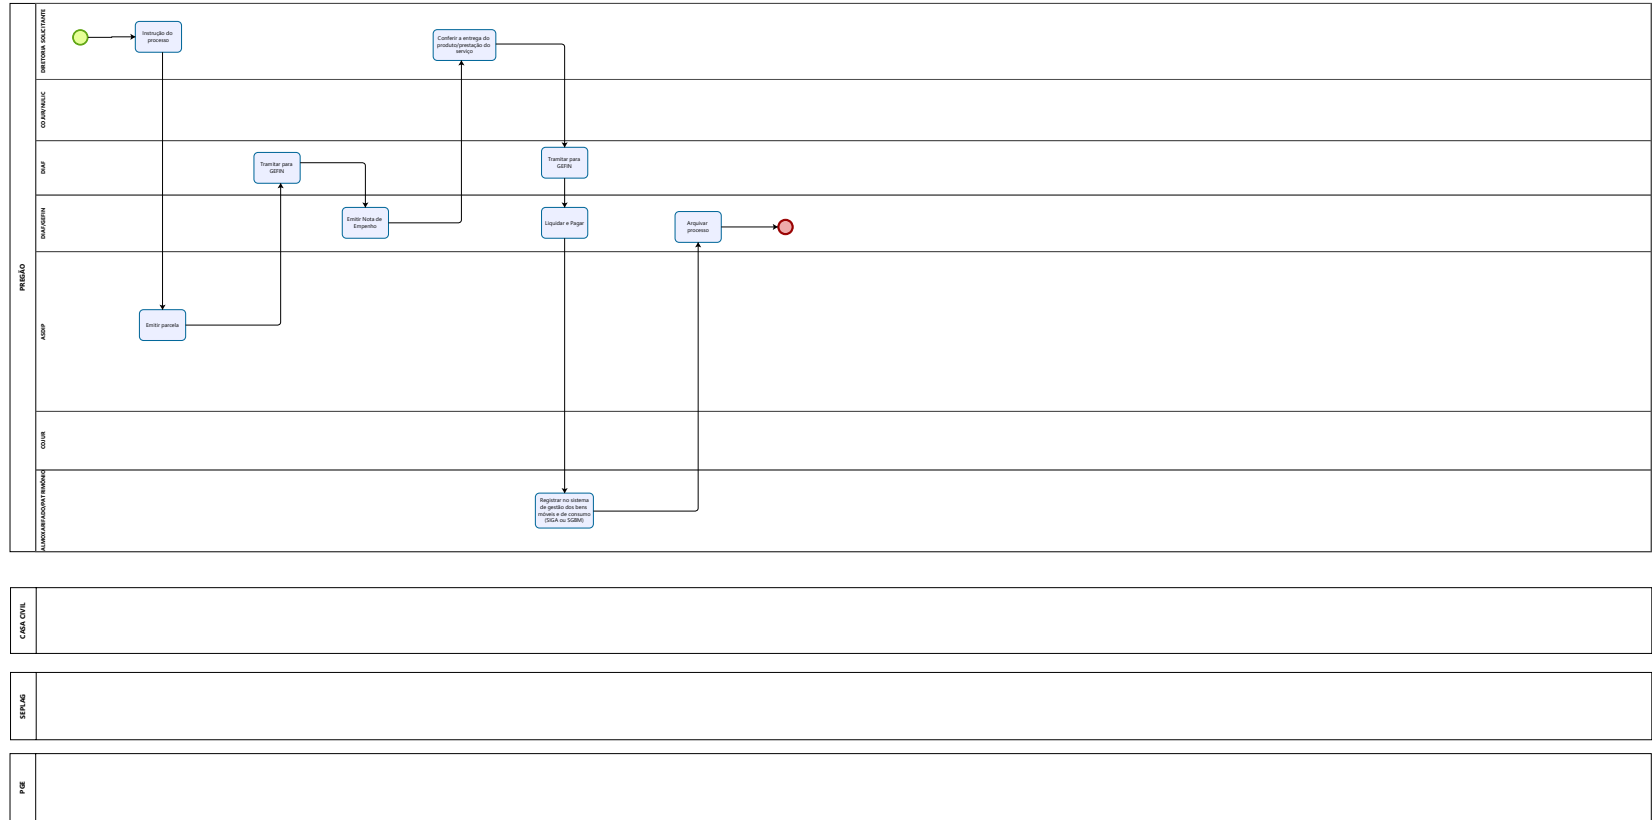 PREGÃO
DIRETORIA SOLICITANTE
Instrução do
processo
Conferir a entrega do
produto/prestação do
serviço
COJUR/NULIC
DIAF
Tramitar para
GEFIN
Tramitar para
GEFIN
DIAF/GEFIN
Emitir Nota de
Empenho
Liquidar e Pagar
Arquivar
processo
ASDIP
Emitir parcela
COJUR
ALMOXARIFADO/PATRIMÔNIO
Registrar no sistema
de gestão dos bens
móveis e de consumo
(SIGA ou SGBM)
CASA CIVIL
SEPLAG
PGE